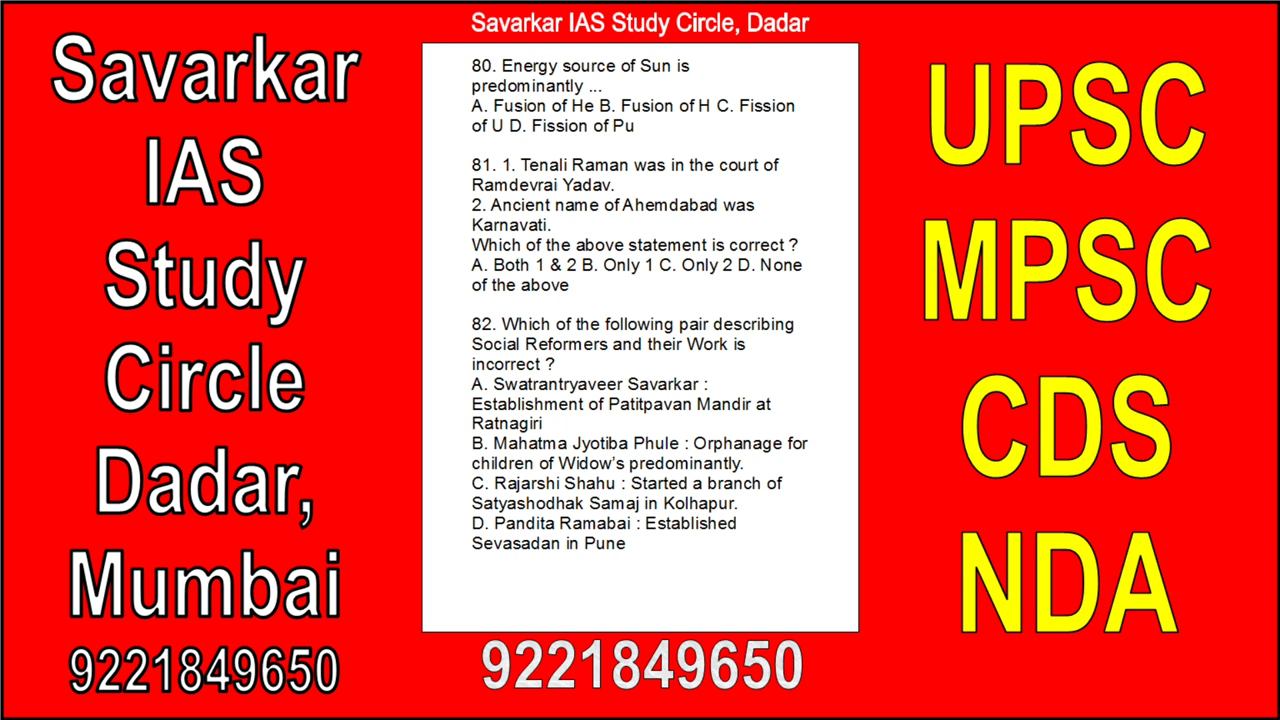 Savarkar
IAS
Study
Circle
Dadar,
Mumbai
9221849650
Savarkar IAS Study Circle, Dadar
80. Energy source of Sun is
predominantly ...
A. Fusion of He B. Fusion of H C. Fission
of U D. Fission of Pu
81. 1. Tenali Raman was in the court of
Ramdevrai Yadav.
2. Ancient name of Ahemdabad was
Karnavati.
Which of the above statement is correct ?
A. Both 1 & 2 B. Only 1 C. Only 2 D. None
of the above
82. Which of the following pair describing
Social Reformers and their Work is
incorrect ?
A. Swatrantryaveer Savarkar :
Establishment of Patitpavan Mandir at
Ratnagiri
B. Mahatma Jyotiba Phule : Orphanage for
children of Widow's predominantly.
C. Rajarshi Shahu : Started a branch of
Satyashodhak Samaj in Kolhapur.
D. Pandita Ramabai : Established
Sevasadan in Pune
9221849650
UPSC
MPSC
CDS
NDA